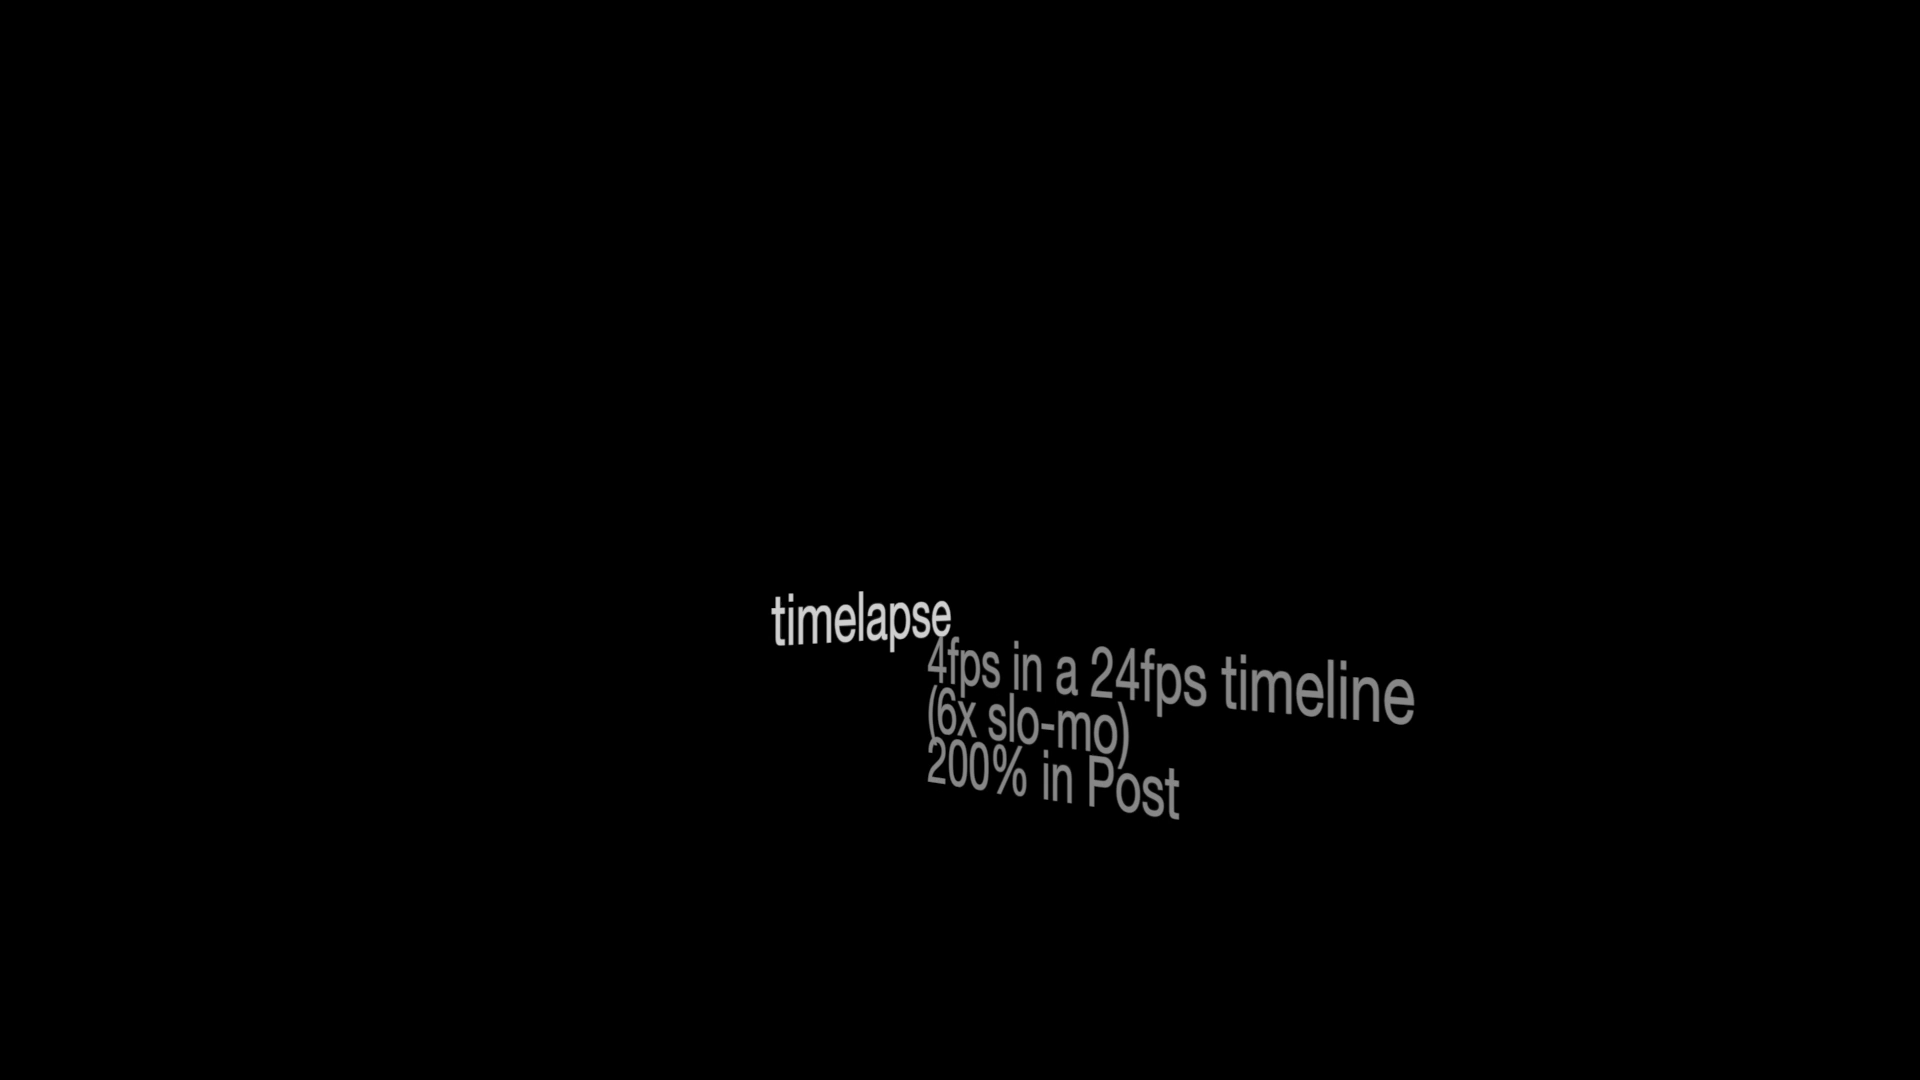 timelapse
4fps in a 24fps timeline
(6x slo-mo)
200% in Post